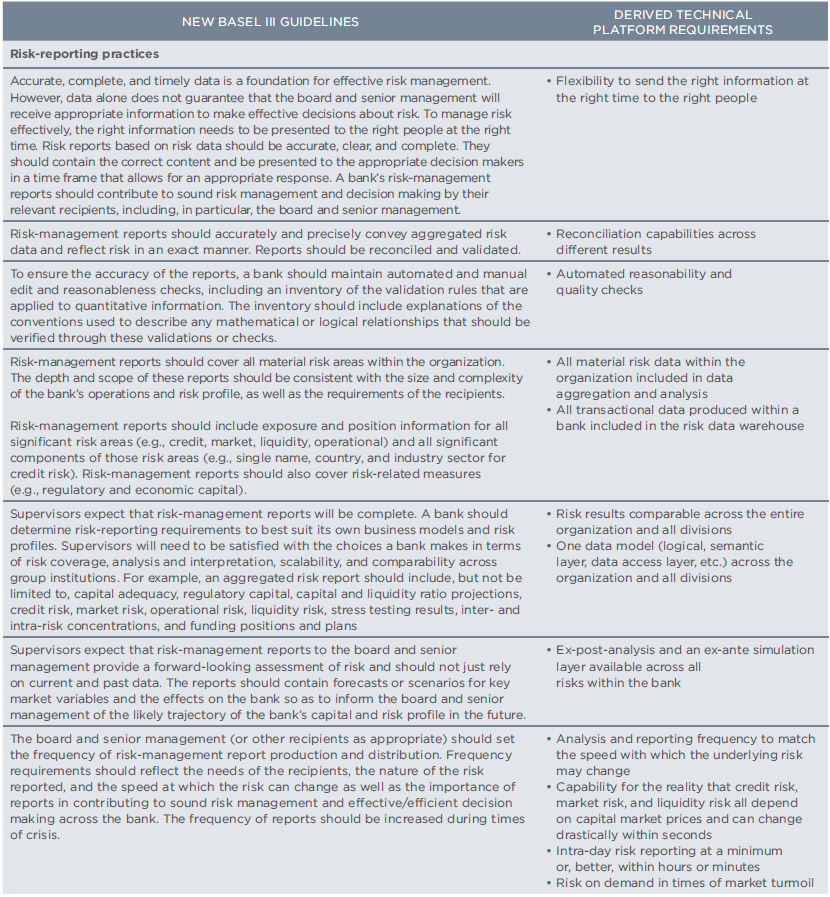 NEW BASEL III GUIDELINES
DERIVED TECHNICAL
PLATFORM REQUIREMENTS
Risk-reporting practices
Accurate, complete, and timely data is a foundation for effective risk management.
However, data alone does not guarantee that the board and senior management will
receive appropriate information to make effective decisions about risk. To manage risk
effectively, the right information needs to be presented to the right people at the right
time. Risk reports based on risk data should be accurate, clear, and complete. They
should contain the correct content and be presented to the appropriate decision makers
in a time frame that allows for an appropriate response. A bank's risk-management
reports should contribute to sound risk management and decision making by their
relevant recipients, including, in particular, the board and senior management.
• Flexibility to send the right information at
the right time to the right people
Risk-management reports should accurately and precisely convey aggregated risk
data and reflect risk in an exact manner. Reports should be reconciled and validated.
• Reconciliation capabilities across
different results
To ensure the accuracy of the reports, a bank should maintain automated and manual
edit and reasonableness checks, including an inventory of the validation rules that are
applied to quantitative information. The inventory should include explanations of the
conventions used to describe any mathematical or logical relationships that should be
verified through these validations or checks.
• Automated reasonability and
quality checks
Risk-management reports should cover all material risk areas within the organization.
The depth and scope of these reports should be consistent with the size and complexity
of the bank's operations and risk profile, as well as the requirements of the recipients.
Risk-management reports should include exposure and position information for all
significant risk areas (e.g., credit, market, liquidity, operational) and all significant
components of those risk areas (e.g., single name, country, and industry sector for
credit risk). Risk-management reports should also cover risk-related measures
(e.g., regulatory and economic capital).
• All material risk data within the
organization included in data
aggregation and analysis
• All transactional data produced within a
bank included in the risk data warehouse
Supervisors expect that risk-management reports will be complete. A bank should
determine risk-reporting requirements to best suit its own business models and risk
profiles. Supervisors will need to be satisfied with the choices a bank makes in terms
of risk coverage, analysis and interpretation, scalability, and comparability across
group institutions. For example, an aggregated risk report should include, but not be
limited to, capital adequacy, regulatory capital, capital and liquidity ratio projections,
credit risk, market risk, operational risk, liquidity risk, stress testing results, inter- and
intra-risk concentrations, and funding positions and plans
• Risk results comparable across the entire
organization and all divisions
• One data model (logical, semantic
layer, data access layer, etc.) across the
organization and all divisions
Supervisors expect that risk-management reports to the board and senior
management provide a forward-looking assessment of risk and should not just rely
on current and past data. The reports should contain forecasts or scenarios for key
market variables and the effects on the bank so as to inform the board and senior
management of the likely trajectory of the bank's capital and risk profile in the future.
• Ex-post-analysis and an ex-ante simulation
layer available across all
risks within the bank
The board and senior management (or other recipients as appropriate) should set
the frequency of risk-management report production and distribution. Frequency
requirements should reflect the needs of the recipients, the nature of the risk
reported, and the speed at which the risk can change as well as the importance of
reports in contributing to sound risk management and effective/efficient decision
making across the bank. The frequency of reports should be increased during times
of crisis.
• Analysis and reporting frequency to match
the speed with which the underlying risk
may change
• Capability for the reality that credit risk,
market risk, and liquidity risk all depend
on capital market prices and can change
drastically within seconds
• Intra-day risk reporting at a minimum
or, better, within hours or minutes
• Risk on demand in times of market turmoil